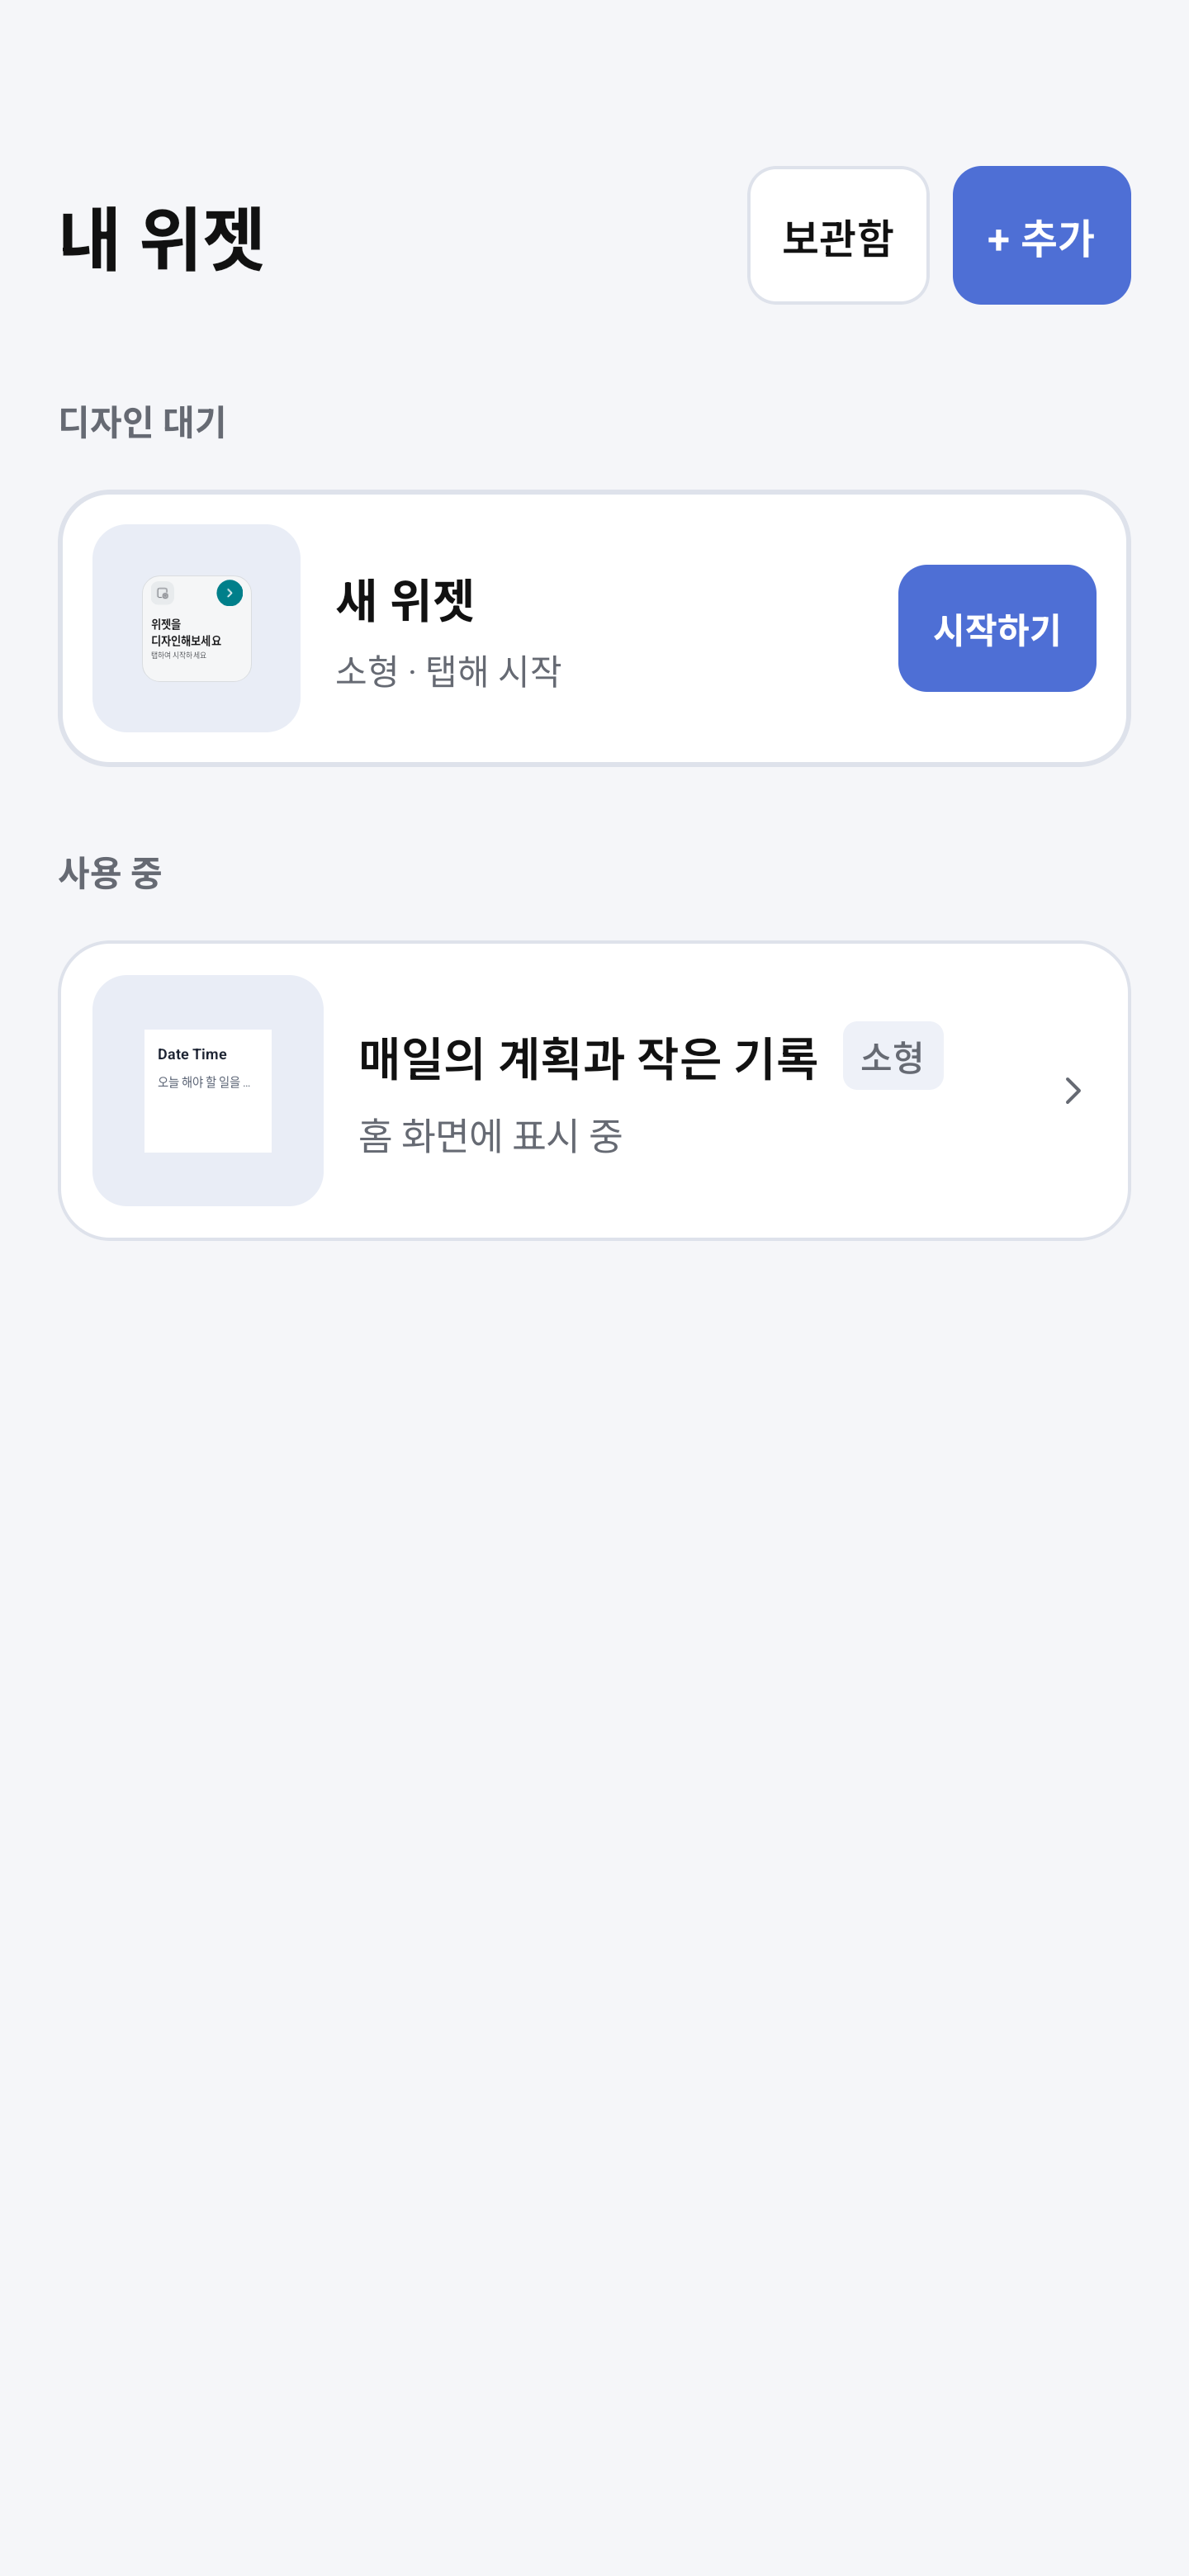 내 위젯
보관함
+ 추가
디자인 대기
위젯을
디자인해보세요
탭하여 시작하세요
새 위젯
소형 · 탭해 시작
시작하기
사용 중
Date Time
오늘 해야 할 일을 ...
매일의 계획과 작은 기록
소형
홈 화면에 표시 중